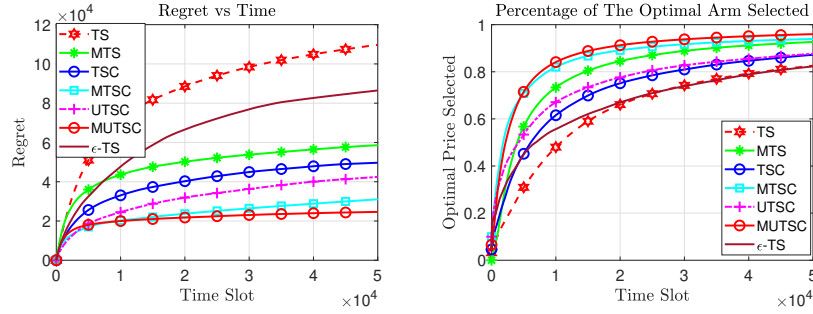 Regret vs Time
×10⁴
12
10
8
6
4
2
0
0
1
2
3
4
5
×10⁴
Regret
Time Slot
TS
MTS
TSC
MTSC
UTSC
MUTSC
ϵ-TS
Percentage of The Optimal Arm Selected
1
0.8
0.6
0.4
0.2
0
0
1
2
3
4
5
×10⁴
Optimal Price Selected
Time Slot
TS
MTS
TSC
MTSC
UTSC
MUTSC
ϵ-TS